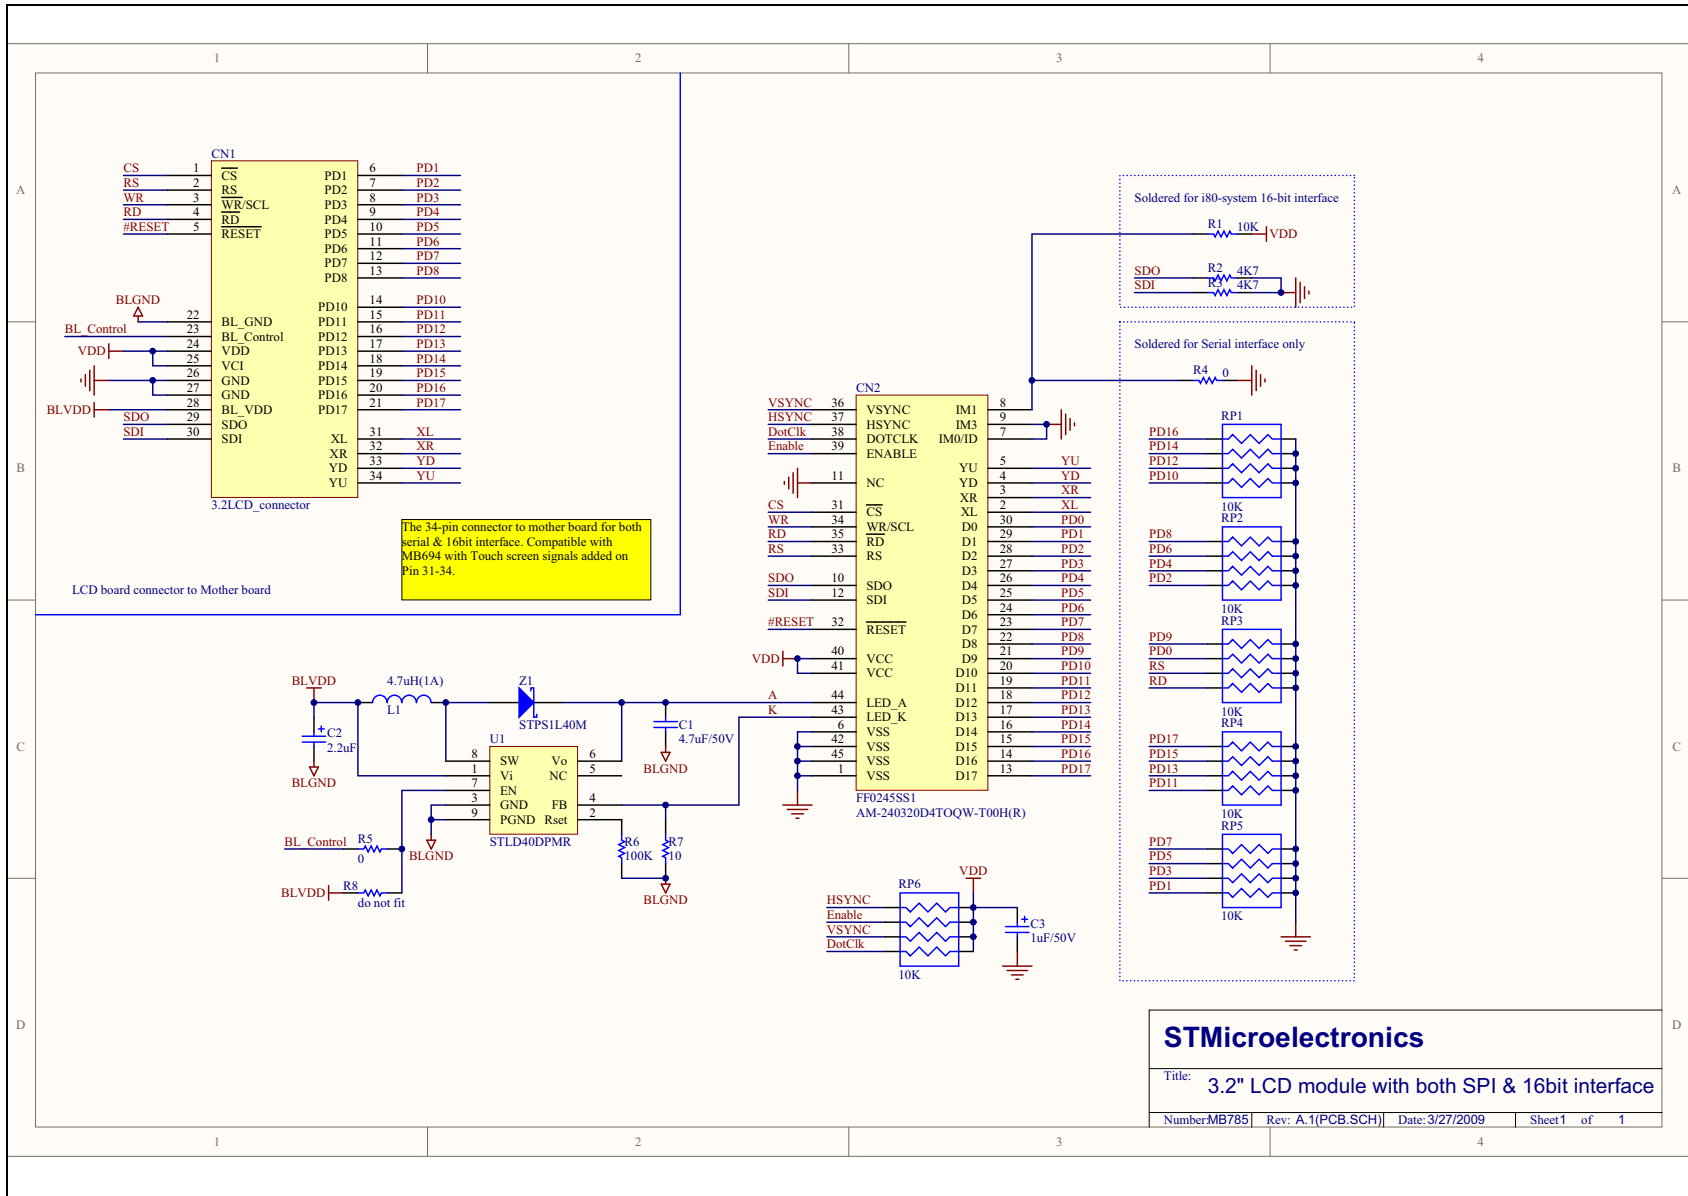 1 2 3 4
A
B
C
D
CN1
CS 1 CS
RS 2 RS
WR 3 WR/SCL
RD 4 RD
#RESET 5 RESET
BLGND
22 BL_GND
BL_Control 23 BL_Control
VDD 24 VDD
25 VCI
26 GND
27 GND
BLVDD 28 BL_VDD
SDO 29 SDO
SDI 30 SDI
PD1 6 PD1
PD2 7 PD2
PD3 8 PD3
PD4 9 PD4
PD5 10 PD5
PD6 11 PD6
PD7 12 PD7
PD8 13 PD8
PD10 14 PD10
PD11 15 PD11
PD12 16 PD12
PD13 17 PD13
PD14 18 PD14
PD15 19 PD15
PD16 20 PD16
PD17 21 PD17
XL 31 XL
XR 32 XR
YD 33 YD
YU 34 YU
3.2LCD_connector
The 34-pin connector to mother board for both
serial & 16bit interface. Compatible with
MB694 with Touch screen signals added on
Pin 31-34.
LCD board connector to Mother board
BLVDD
4.7uH(1A)
L1
C2
2.2uF
BLGND
Z1
STPS1L40M
C1
4.7uF/50V
BLGND
U1
8 SW Vo 6
1 Vi NC 5
7 EN
3 GND FB 4
9 PGND Rset 2
STLD40DPMR
BLGND
BL_Control R5
0
BLVDD R8
do not fit
R6
100K
R7
10
BLGND
CN2
VSYNC 36 VSYNC
HSYNC 37 HSYNC
DotClk 38 DOTCLK
Enable 39 ENABLE
11 NC
CS 31 CS
WR 34 WR/SCL
RD 35 RD
RS 33 RS
SDO 10 SDO
SDI 12 SDI
#RESET 32 RESET
VDD 40 VCC
41 VCC
A 44 LED_A
K 43 LED_K
6 VSS
42 VSS
45 VSS
1 VSS
IM1 8
IM3 9
IM0/ID 7
YU 5 YU
YD 4 YD
XR 3 XR
XL 2 XL
D0 30 PD0
D1 29 PD1
D2 28 PD2
D3 27 PD3
D4 26 PD4
D5 25 PD5
D6 24 PD6
D7 23 PD7
D8 22 PD8
D9 21 PD9
D10 20 PD10
D11 19 PD11
D12 18 PD12
D13 17 PD13
D14 16 PD14
D15 15 PD15
D16 14 PD16
D17 13 PD17
FF0245SS1
AM-240320D4TOQW-T00H(R)
RP6
HSYNC
Enable
VSYNC
DotClk
10K
VDD
C3
1uF/50V
Soldered for i80-system 16-bit interface
R1 10K VDD
SDO R2 4K7
SDI R3 4K7
Soldered for Serial interface only
R4 0
RP1
PD16
PD14
PD12
PD10
10K
RP2
PD8
PD6
PD4
PD2
10K
RP3
PD9
PD0
RS
RD
10K
RP4
PD17
PD15
PD13
PD11
10K
RP5
PD7
PD5
PD3
PD1
10K
A
B
C
D
STMicroelectronics
Title: 3.2" LCD module with both SPI & 16bit interface
Number:MB785 Rev: A.1(PCB.SCH) Date:3/27/2009 Sheet 1 of 1
1 2 3 4